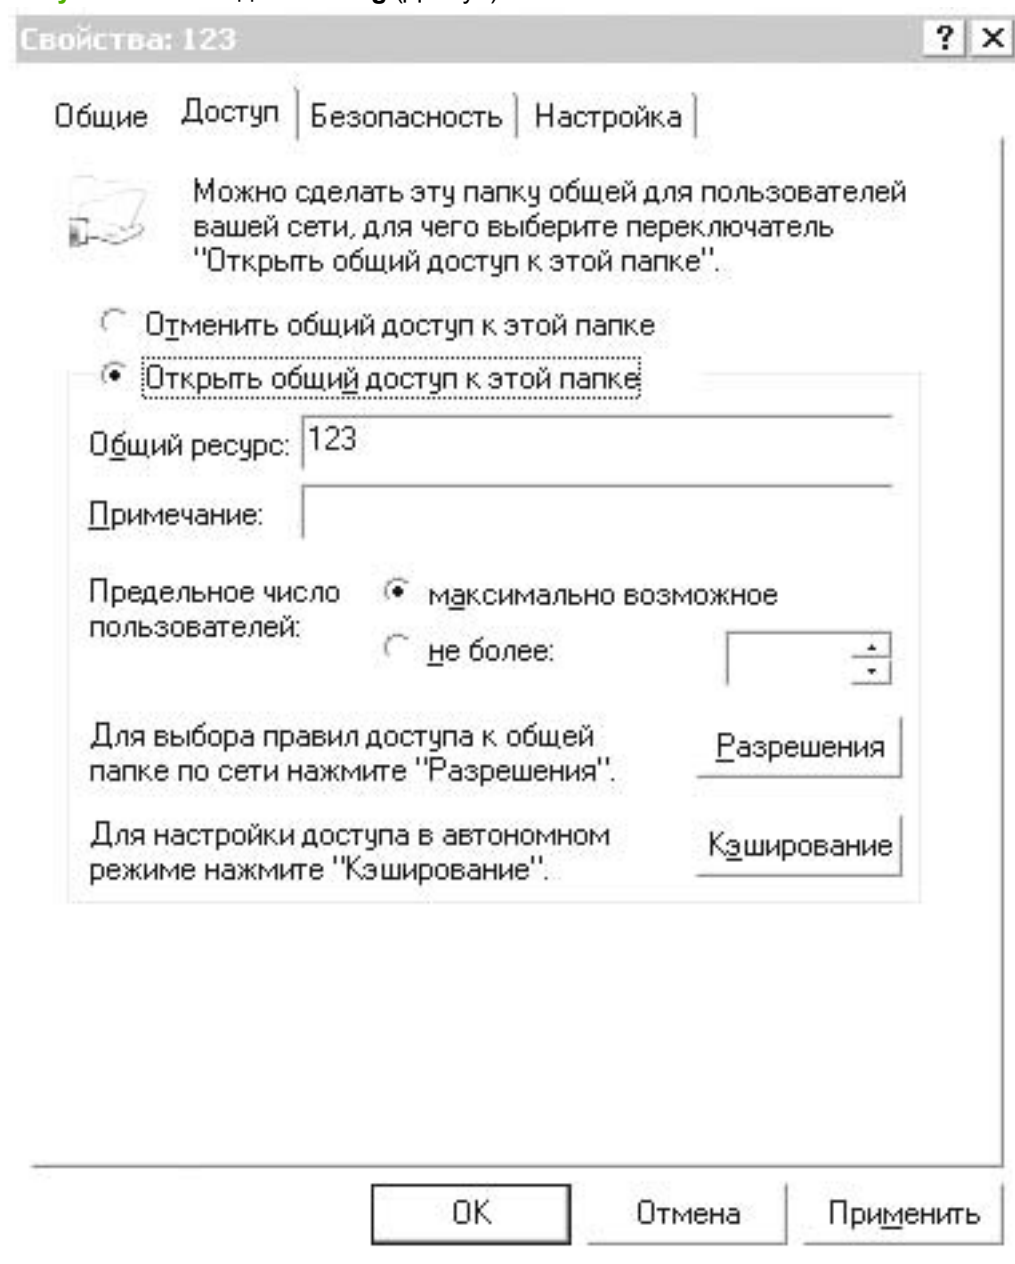 Свойства: 123
Общие Доступ Безопасность Настройка
Можно сделать эту папку общей для пользователей
вашей сети, для чего выберите переключатель
"Открыть общий доступ к этой папке".
Отменить общий доступ к этой папке
Открыть общий доступ к этой папке
Общий ресурс: 123
Примечание:
Предельное число
пользователей:
максимально возможное
не более:
Для выбора правил доступа к общей
папке по сети нажмите "Разрешения".
Разрешения
Для настройки доступа в автономном
режиме нажмите "Кэширование".
Кэширование
OK Отмена Применить